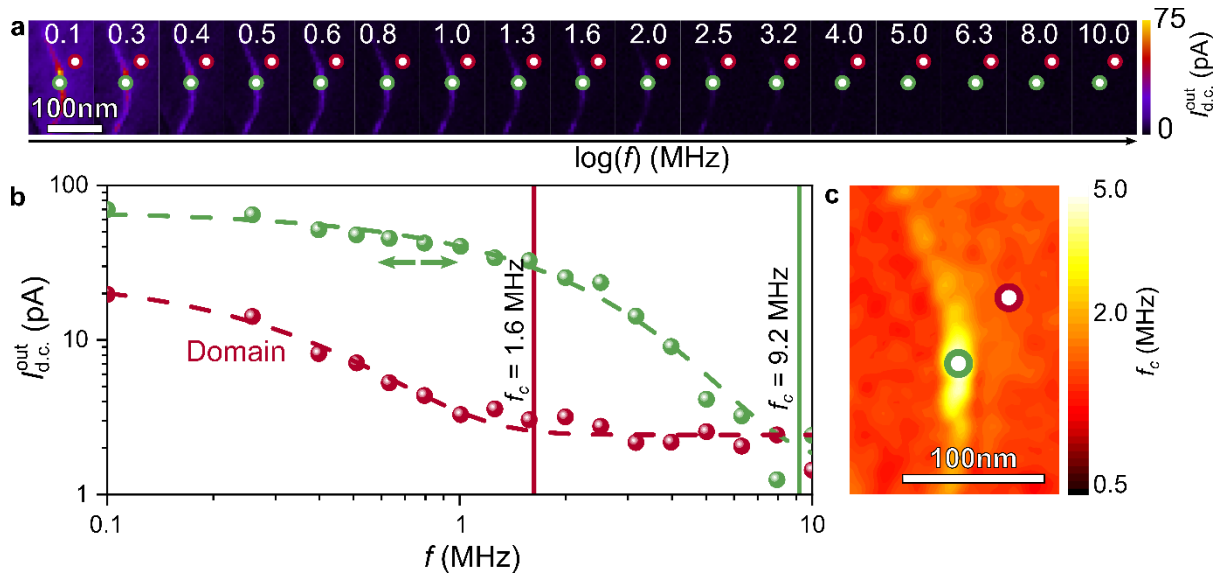 a
0.1 0.3 0.4 0.5 0.6 0.8 1.0 1.3 1.6 2.0 2.5 3.2 4.0 5.0 6.3 8.0 10.0
100nm
75
0
I^out_d.c. (pA)
log(f) (MHz)
b
100
10
1
I^out_d.c. (pA)
Domain
f_c = 1.6 MHz
f_c = 9.2 MHz
0.1 1 10
f (MHz)
c
100nm
5.0
2.0
0.5
f_c (MHz)